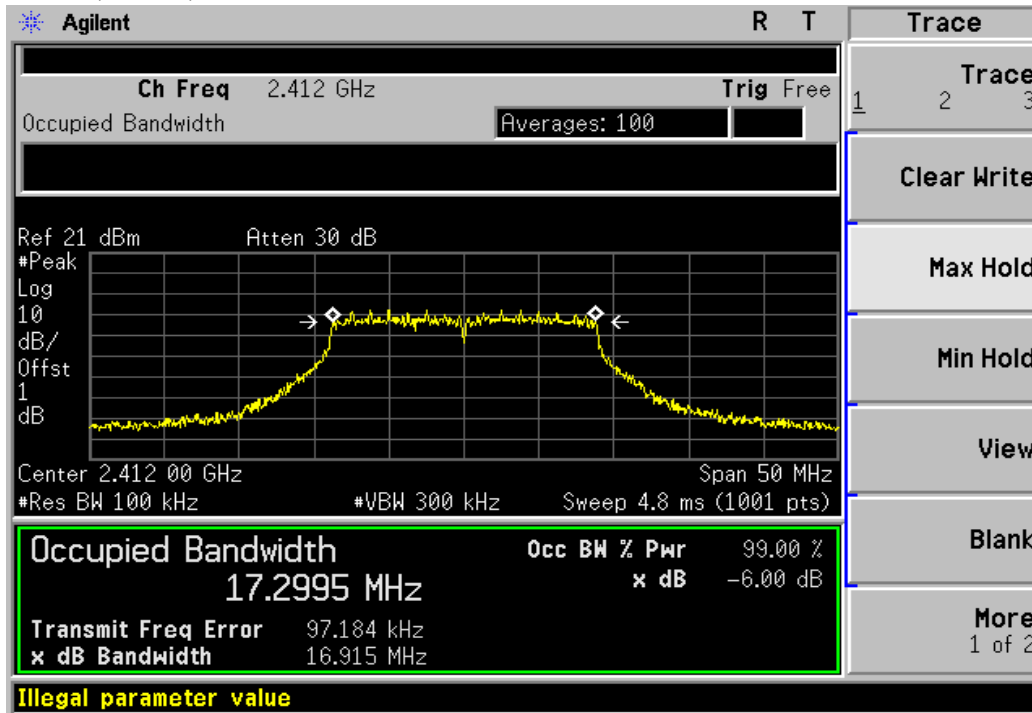 Agilent R T
Trace
Ch Freq 2.412 GHz Trig Free
Occupied Bandwidth Averages: 100
Trace
1 2 3
Clear Write
Max Hold
Min Hold
View
Blank
More
1 of 2
Ref 21 dBm Atten 30 dB
#Peak
Log
10
dB/
Offst
1
dB
Center 2.412 00 GHz Span 50 MHz
#Res BW 100 kHz #VBW 300 kHz Sweep 4.8 ms (1001 pts)
Occupied Bandwidth Occ BW % Pwr 99.00 %
17.2995 MHz x dB -6.00 dB
Transmit Freq Error 97.184 kHz
x dB Bandwidth 16.915 MHz
Illegal parameter value